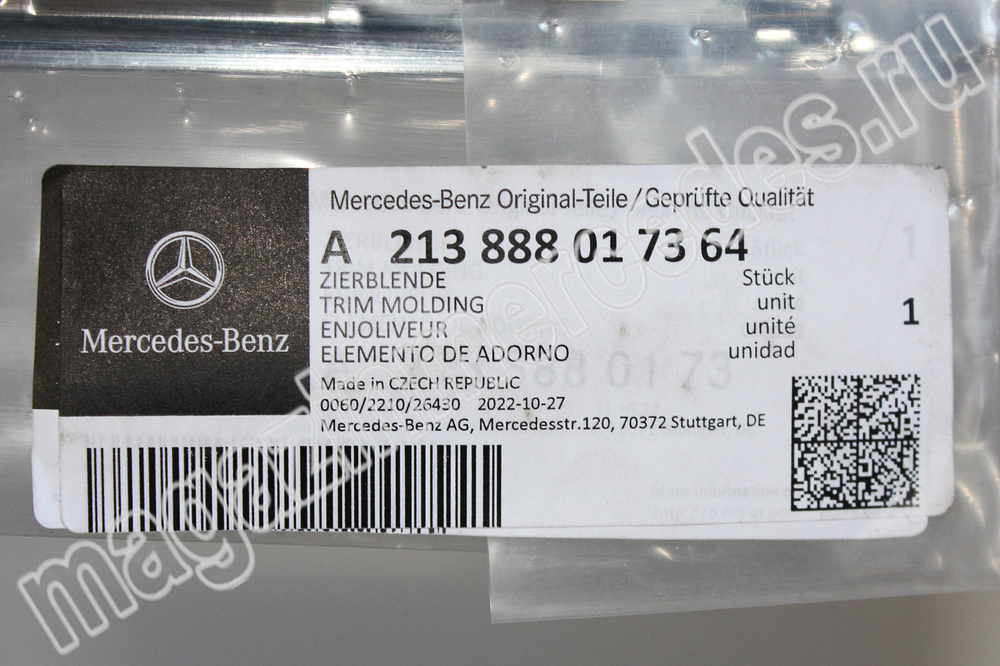 Mercedes-Benz Original-Teile/Geprüfte Qualität
A 213 888 01 73 64
ZIERBLENDE Stück
TRIM MOLDING unit
ENJOLIVEUR unité
ELEMENTO DE ADORNO unidad
1
Made in CZECH REPUBLIC
0060/2210/26430 2022-10-27
Mercedes-Benz AG, Mercedesstr.120, 70372 Stuttgart, DE
Mercedes-Benz
magazinmercedes.ru